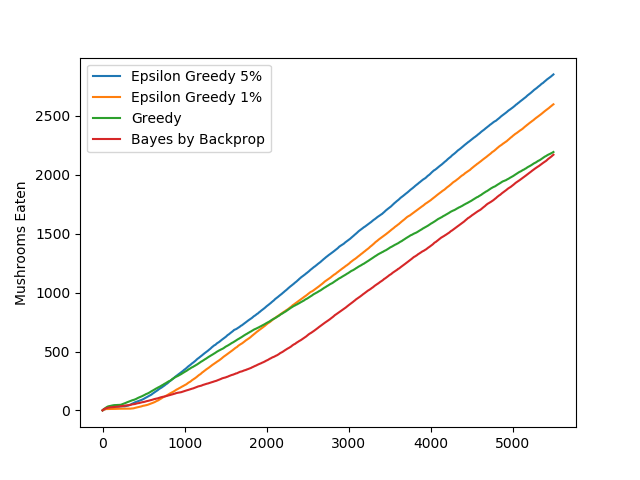 Epsilon Greedy 5%
Epsilon Greedy 1%
Greedy
Bayes by Backprop
Mushrooms Eaten
2500
2000
1500
1000
500
0
0 1000 2000 3000 4000 5000